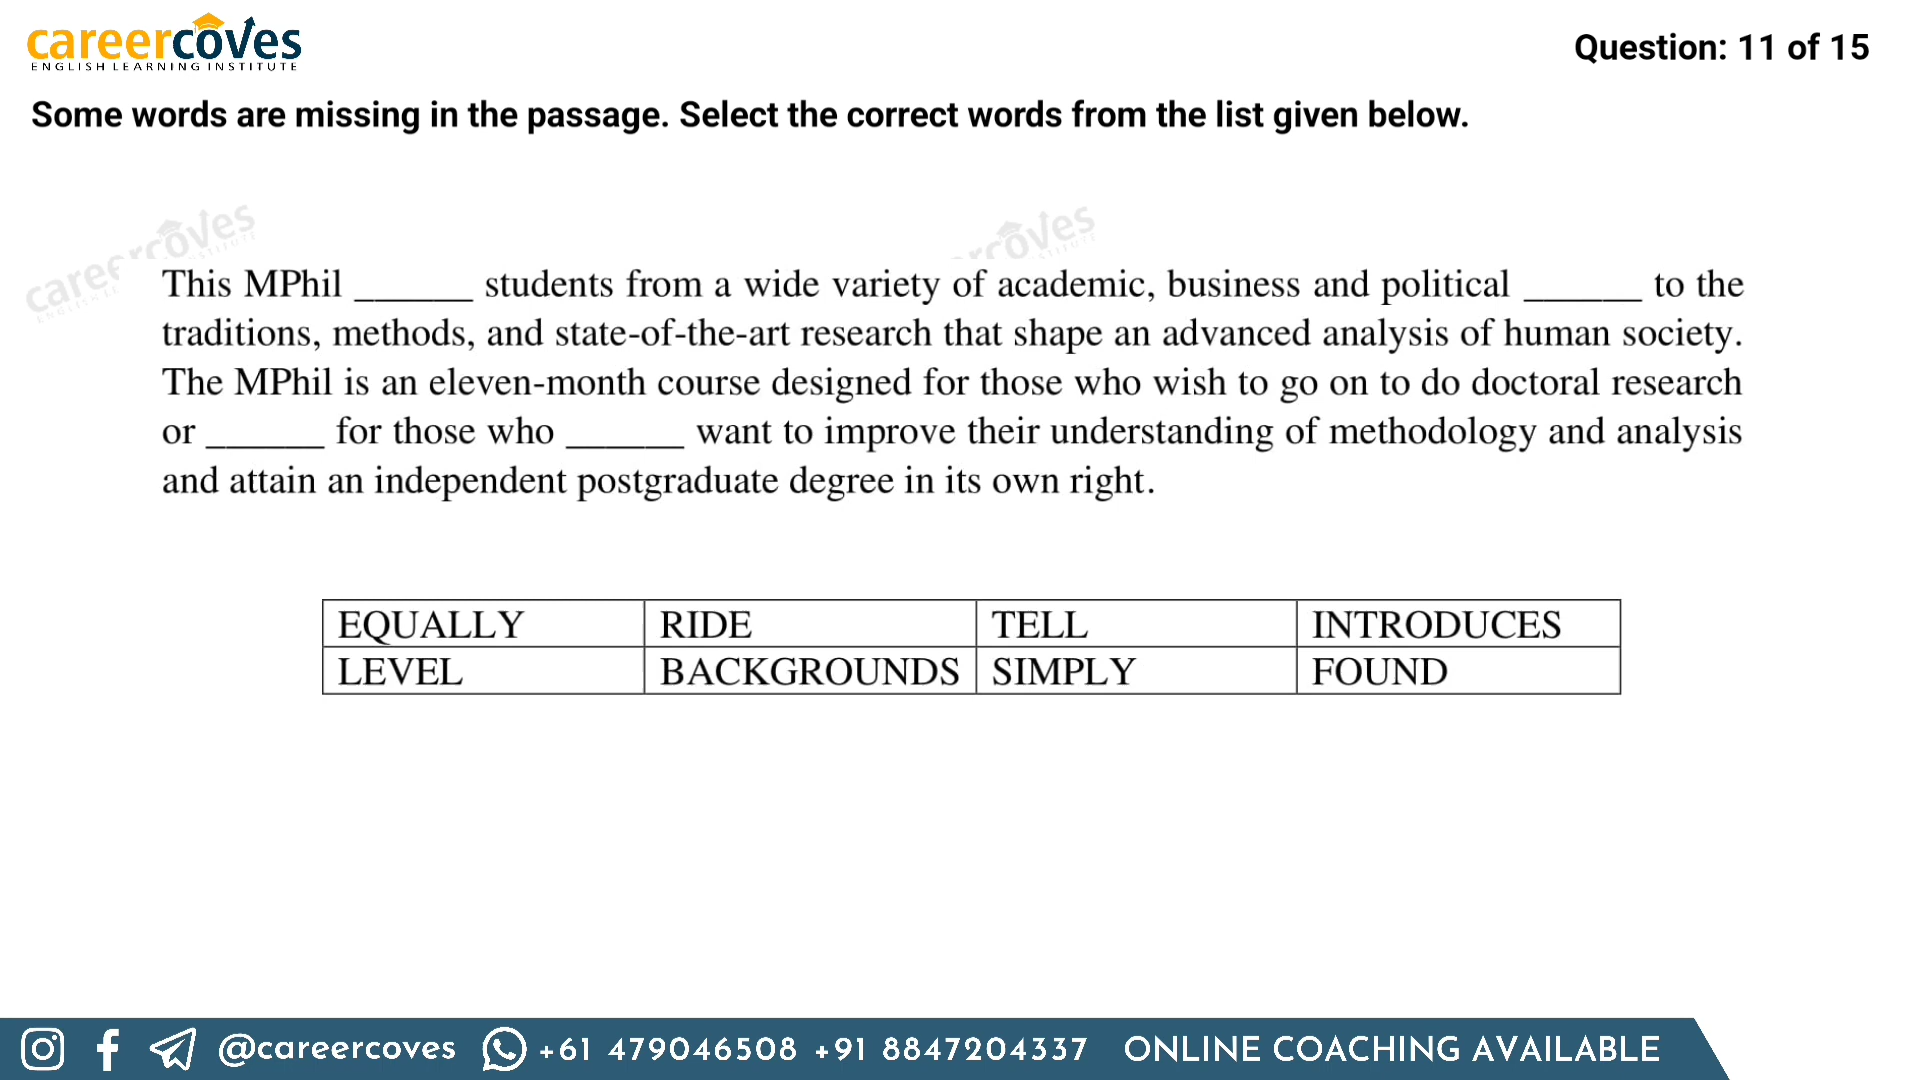 careercoves
ENGLISH LEARNING INSTITUTE
Question: 11 of 15
Some words are missing in the passage. Select the correct words from the list given below.
careercoves
rcoves
This MPhil ______ students from a wide variety of academic, business and political ______ to the
traditions, methods, and state-of-the-art research that shape an advanced analysis of human society.
The MPhil is an eleven-month course designed for those who wish to go on to do doctoral research
or ______ for those who ______ want to improve their understanding of methodology and analysis
and attain an independent postgraduate degree in its own right.
EQUALLY RIDE TELL INTRODUCES
LEVEL BACKGROUNDS SIMPLY FOUND
@careercoves +61 479046508 +91 8847204337 ONLINE COACHING AVAILABLE